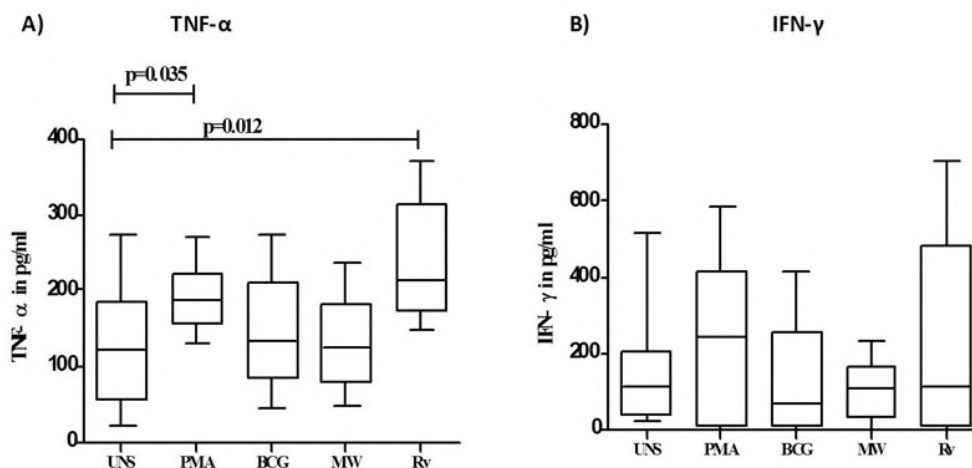 A) TNF-α
p=0.035
p=0.012
400
300
200
100
0
TNF- α in pg/ml
UNS PMA BCG MW Rv
B) IFN-γ
800
600
400
200
0
IFN- γ in pg/ml
UNS PMA BCG MW Rv